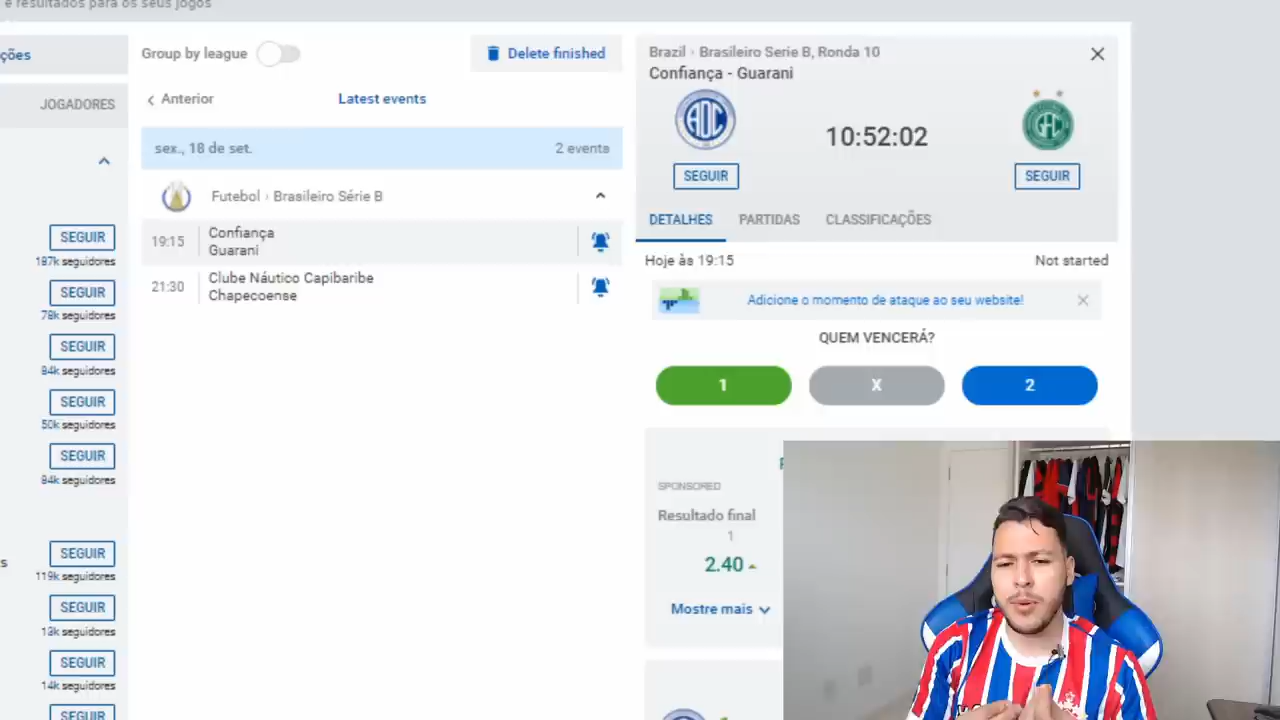 e resultados para os seus jogos
ções
JOGADORES
SEGUIR
187k seguidores
SEGUIR
78k seguidores
SEGUIR
84k seguidores
SEGUIR
50k seguidores
SEGUIR
84k seguidores
s
SEGUIR
119k seguidores
SEGUIR
13k seguidores
SEGUIR
14k seguidores
SEGUIR
Group by league
Delete finished
Anterior
Latest events
sex., 18 de set.
2 events
Futebol › Brasileiro Série B
19:15
Confiança
Guarani
21:30
Clube Náutico Capibaribe
Chapecoense
Brazil › Brasileiro Serie B, Ronda 10
Confiança - Guarani
ADC
10:52:02
GFC
SEGUIR
SEGUIR
DETALHES
PARTIDAS
CLASSIFICAÇÕES
Hoje às 19:15
Not started
Adicione o momento de ataque ao seu website!
QUEM VENCERÁ?
1
X
2
SPONSORED
Resultado final
1
2.40
Mostre mais